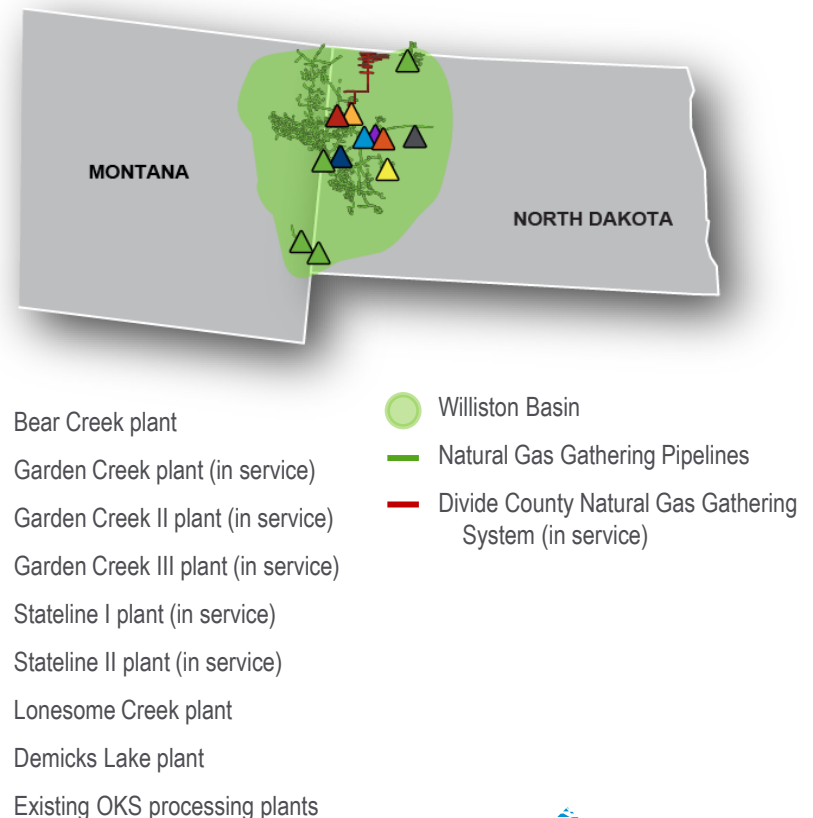 MONTANA
NORTH DAKOTA
Bear Creek plant
Garden Creek plant (in service)
Garden Creek II plant (in service)
Garden Creek III plant (in service)
Stateline I plant (in service)
Stateline II plant (in service)
Lonesome Creek plant
Demicks Lake plant
Existing OKS processing plants
Williston Basin
Natural Gas Gathering Pipelines
Divide County Natural Gas Gathering
System (in service)